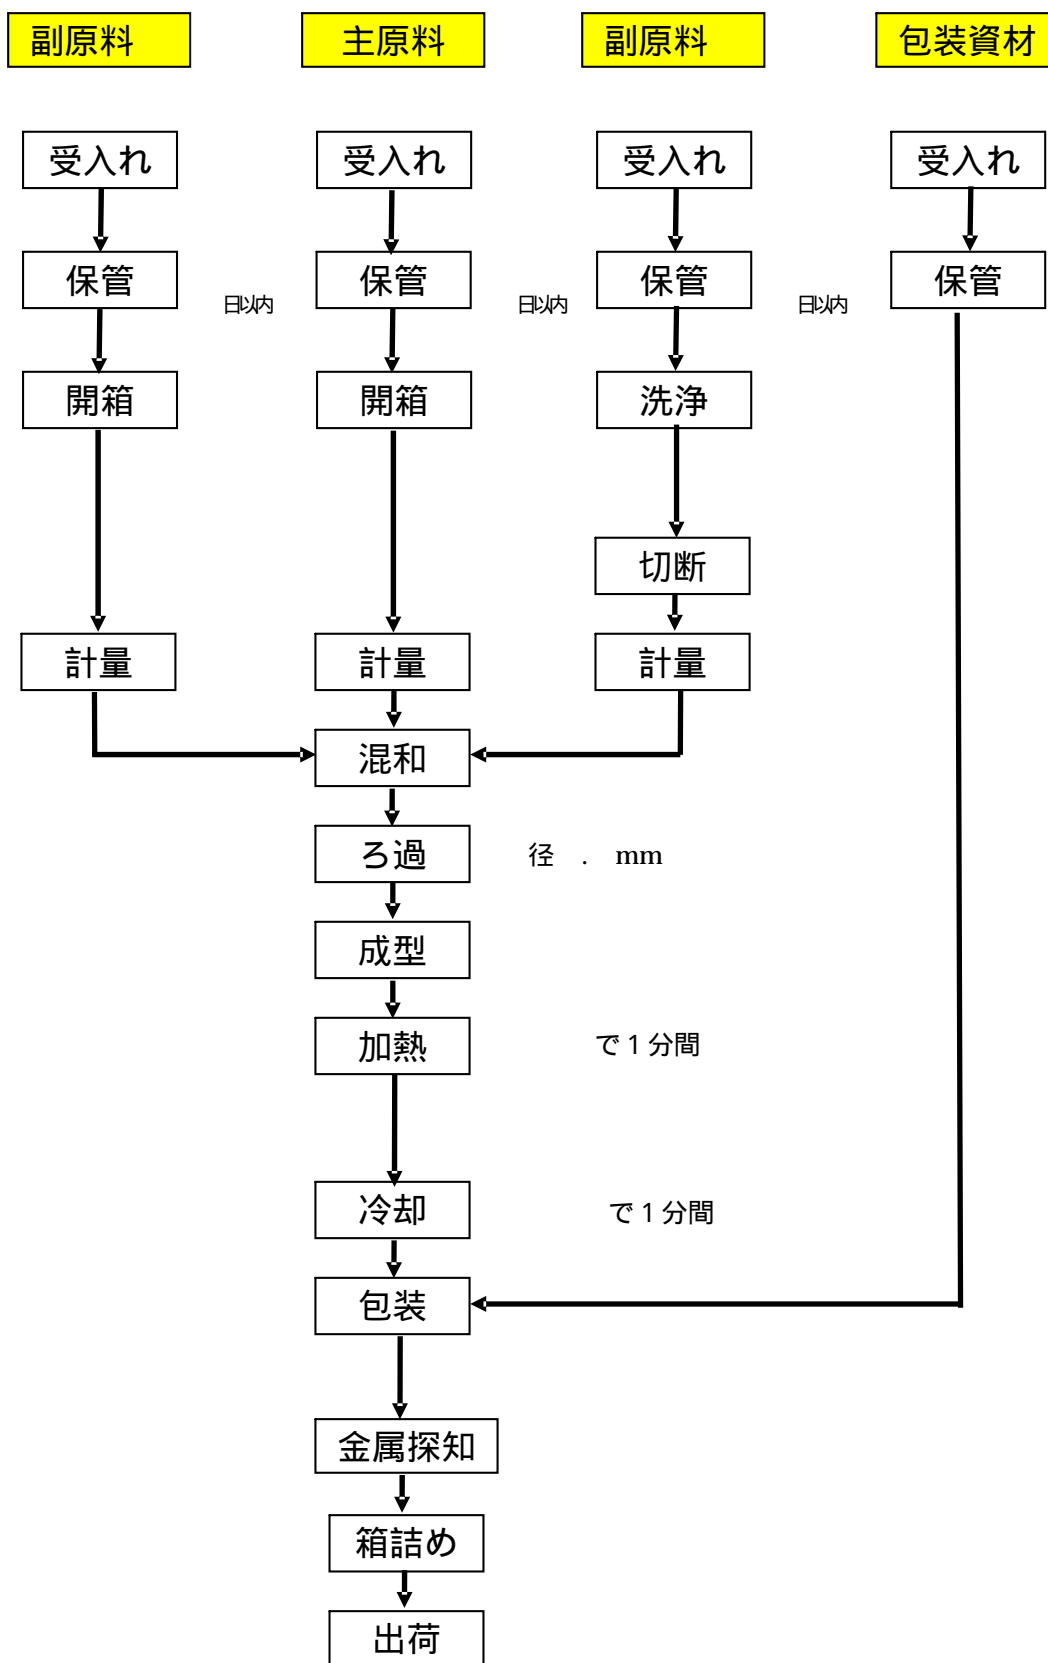 副原料
主原料
副原料
包装資材
受入れ
受入れ
受入れ
受入れ
保管
日以内
保管
日以内
保管
日以内
保管
開箱
開箱
洗浄
切断
計量
計量
計量
混和
ろ過
径 . mm
成型
加熱
で1分間
冷却
で1分間
包装
金属探知
箱詰め
出荷